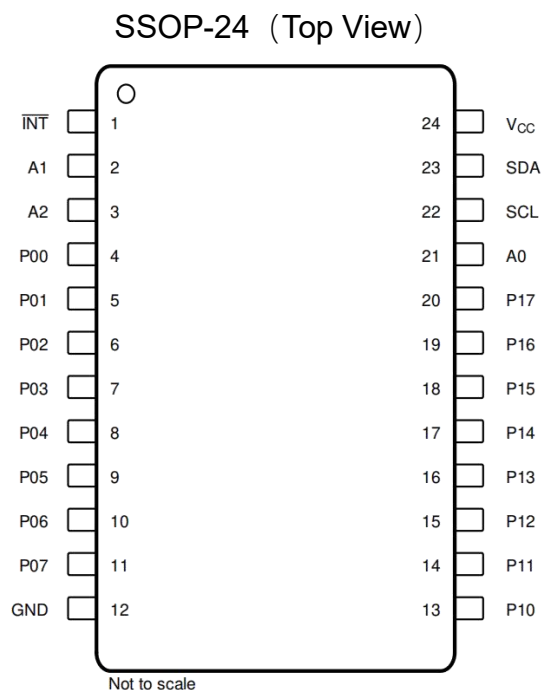 SSOP-24（Top View）
INT 1 24 VCC
A1 2 23 SDA
A2 3 22 SCL
P00 4 21 A0
P01 5 20 P17
P02 6 19 P16
P03 7 18 P15
P04 8 17 P14
P05 9 16 P13
P06 10 15 P12
P07 11 14 P11
GND 12 13 P10
Not to scale